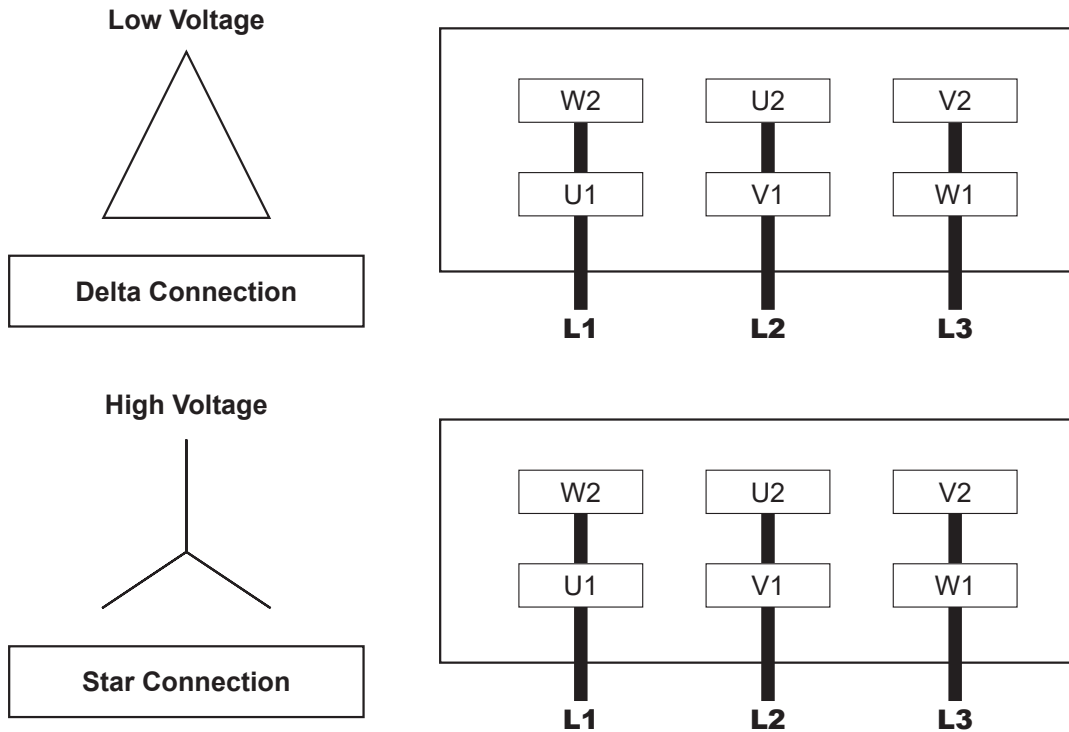 Low Voltage
W2 U2 V2
U1 V1 W1
Delta Connection
L1 L2 L3
High Voltage
W2 U2 V2
U1 V1 W1
Star Connection
L1 L2 L3